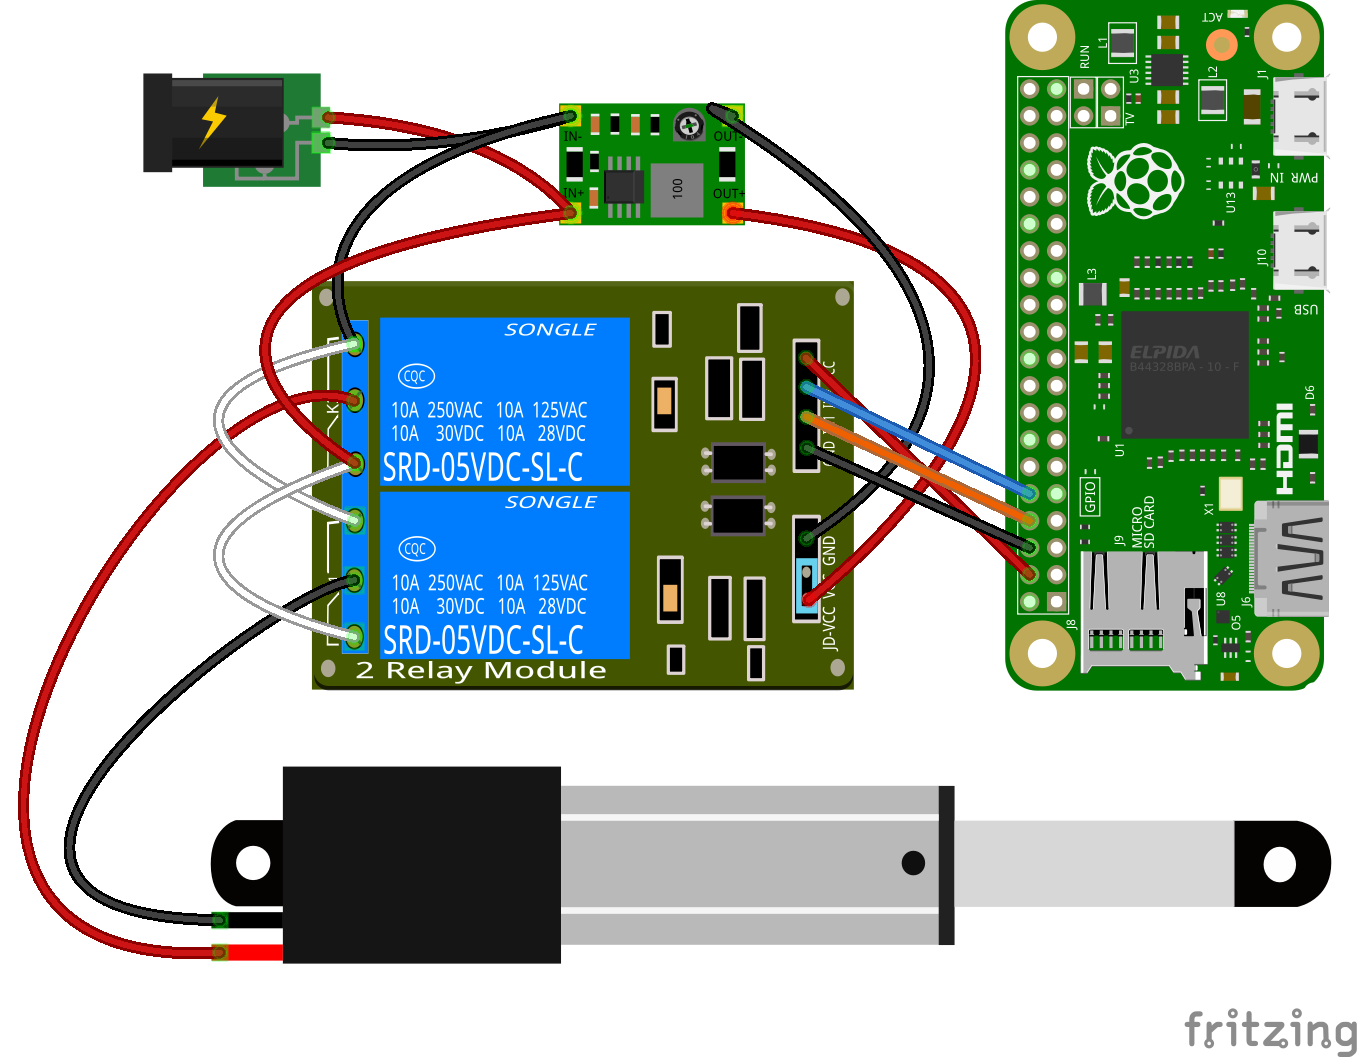 IN-
OUT-
IN+
OUT+
100
SONGLE
CQC
10A 250VAC 10A 125VAC
10A 30VDC 10A 28VDC
SRD-05VDC-SL-C
SONGLE
CQC
10A 250VAC 10A 125VAC
10A 30VDC 10A 28VDC
SRD-05VDC-SL-C
2 Relay Module
GND
JD-VCC VCC GND
ACT
RUN
L1
U3
TV
L2
J1
PWR IN
U13
J10
USB
L3
ELPIDA
B44328BPA - 10 - F
U1
D6
HDMI
GPIO
X1
J9
MICRO
SD CARD
U8
J6
J8
fritzing